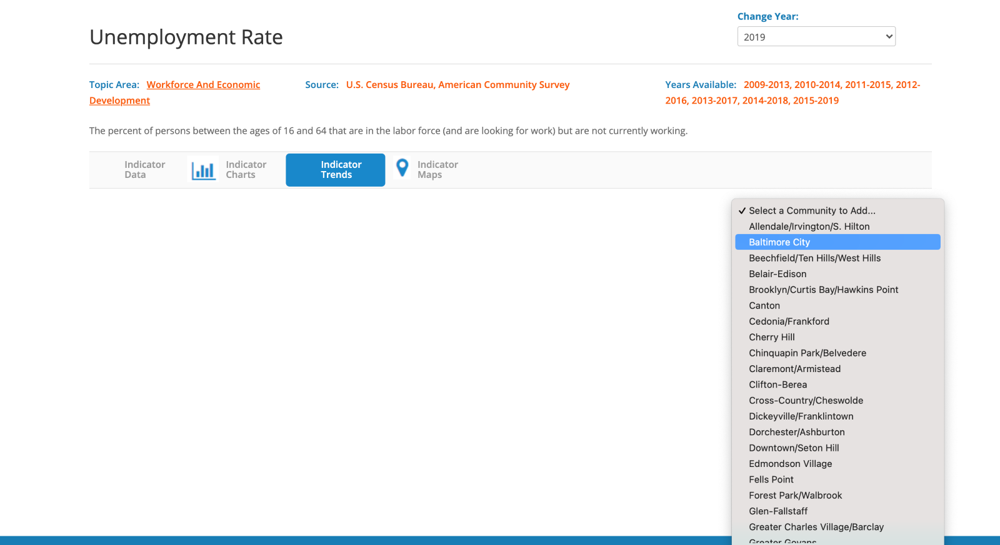 Change Year:
Unemployment Rate
2019
Topic Area: Workforce And Economic
Development
Source: U.S. Census Bureau, American Community Survey
Years Available: 2009-2013, 2010-2014, 2011-2015, 2012-
2016, 2013-2017, 2014-2018, 2015-2019
The percent of persons between the ages of 16 and 64 that are in the labor force (and are looking for work) but are not currently working.
Indicator
Data
Indicator
Charts
Indicator
Trends
Indicator
Maps
✓ Select a Community to Add...
Allendale/Irvington/S. Hilton
Baltimore City
Beechfield/Ten Hills/West Hills
Belair-Edison
Brooklyn/Curtis Bay/Hawkins Point
Canton
Cedonia/Frankford
Cherry Hill
Chinquapin Park/Belvedere
Claremont/Armistead
Clifton-Berea
Cross-Country/Cheswolde
Dickeyville/Franklintown
Dorchester/Ashburton
Downtown/Seton Hill
Edmondson Village
Fells Point
Forest Park/Walbrook
Glen-Fallstaff
Greater Charles Village/Barclay
Greater Govans